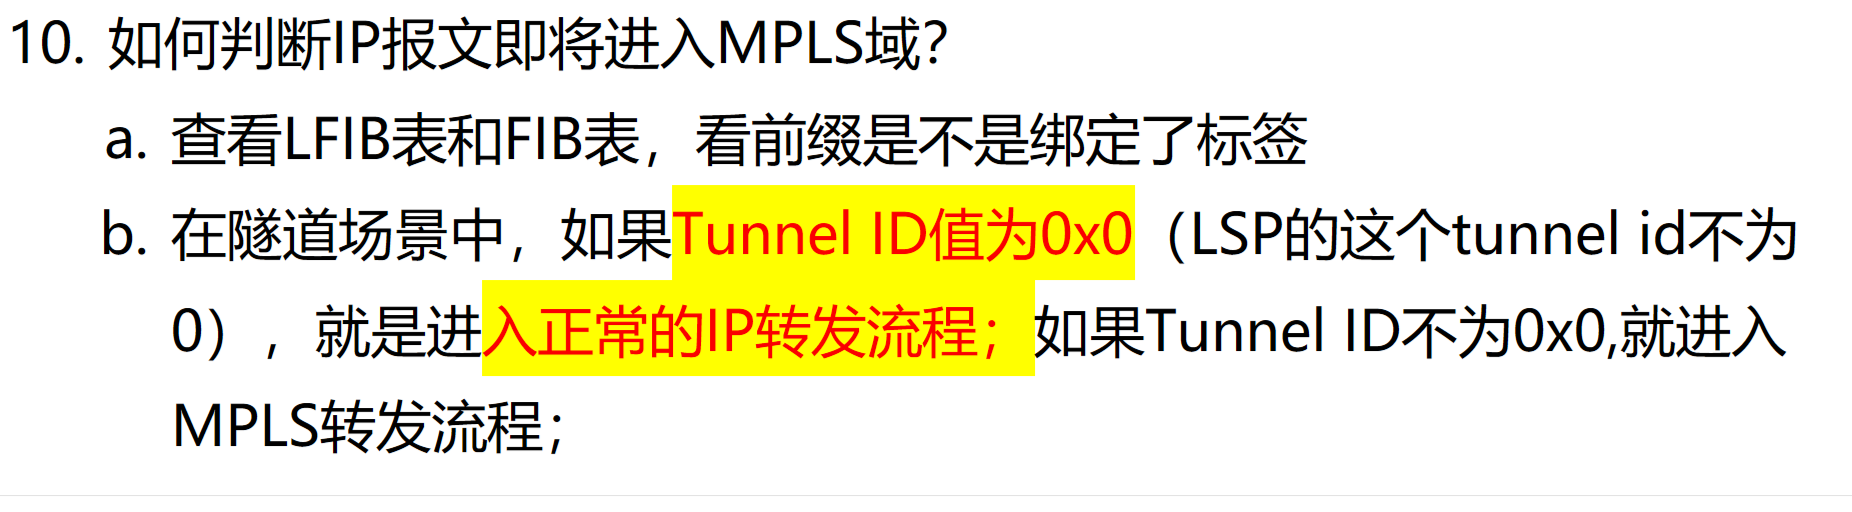 10. 如何判断IP报文即将进入MPLS域？
a. 查看LFIB表和FIB表，看前缀是不是绑定了标签
b. 在隧道场景中，如果Tunnel ID值为0x0（LSP的这个tunnel id不为
0），就是进入正常的IP转发流程；如果Tunnel ID不为0x0,就进入
MPLS转发流程；